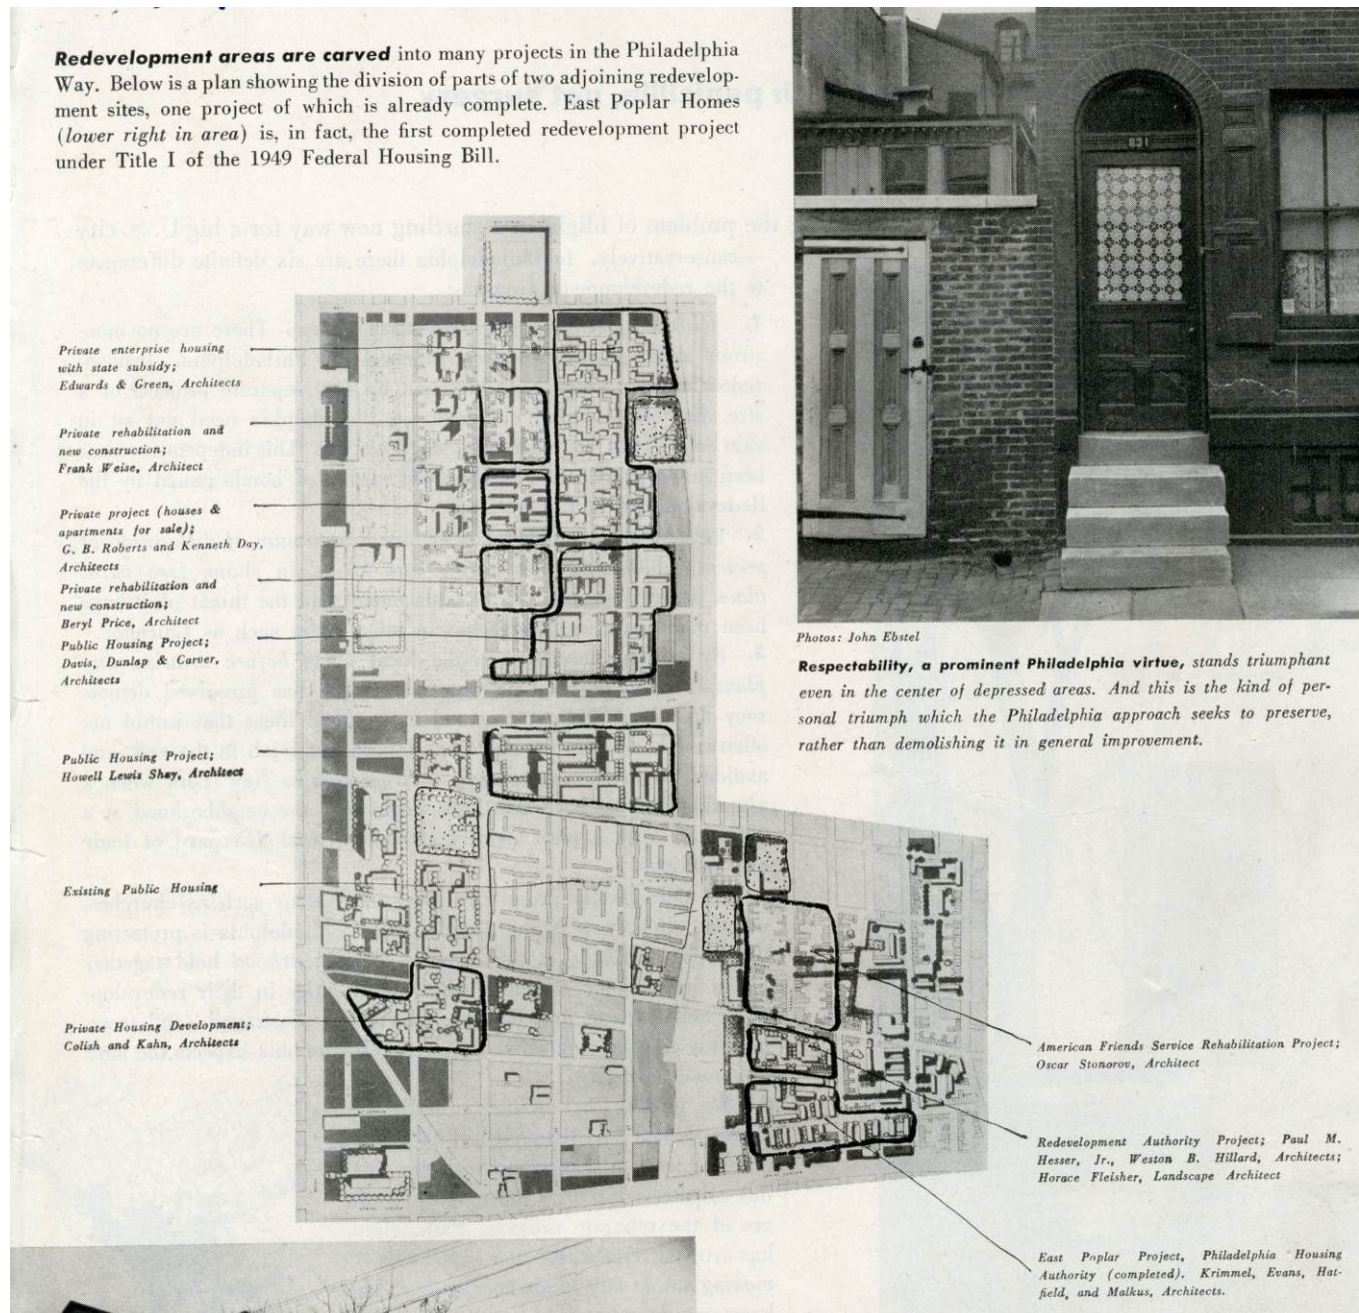 Redevelopment areas are carved into many projects in the Philadelphia
Way. Below is a plan showing the division of parts of two adjoining redevelop-
ment sites, one project of which is already complete. East Poplar Homes
(lower right in area) is, in fact, the first completed redevelopment project
under Title I of the 1949 Federal Housing Bill.
831
Private enterprise housing
with state subsidy;
Edwards & Green, Architects
Private rehabilitation and
new construction;
Frank Weise, Architect
Private project (houses &
apartments for sale);
G. B. Roberts and Kenneth Day,
Architects
Private rehabilitation and
new construction;
Beryl Price, Architect
Public Housing Project;
Davis, Dunlap & Carver,
Architects
Public Housing Project;
Howell Lewis Shay, Architect
Existing Public Housing
Private Housing Development;
Colish and Kahn, Architects
Photos: John Ebstel
Respectability, a prominent Philadelphia virtue, stands triumphant
even in the center of depressed areas. And this is the kind of per-
sonal triumph which the Philadelphia approach seeks to preserve,
rather than demolishing it in general improvement.
American Friends Service Rehabilitation Project;
Oscar Stonorov, Architect
Redevelopment Authority Project; Paul M.
Hesser, Jr., Weston B. Hillard, Architects;
Horace Fleisher, Landscape Architect
East Poplar Project, Philadelphia Housing
Authority (completed). Krimmel, Evans, Hat-
field, and Malkus, Architects.